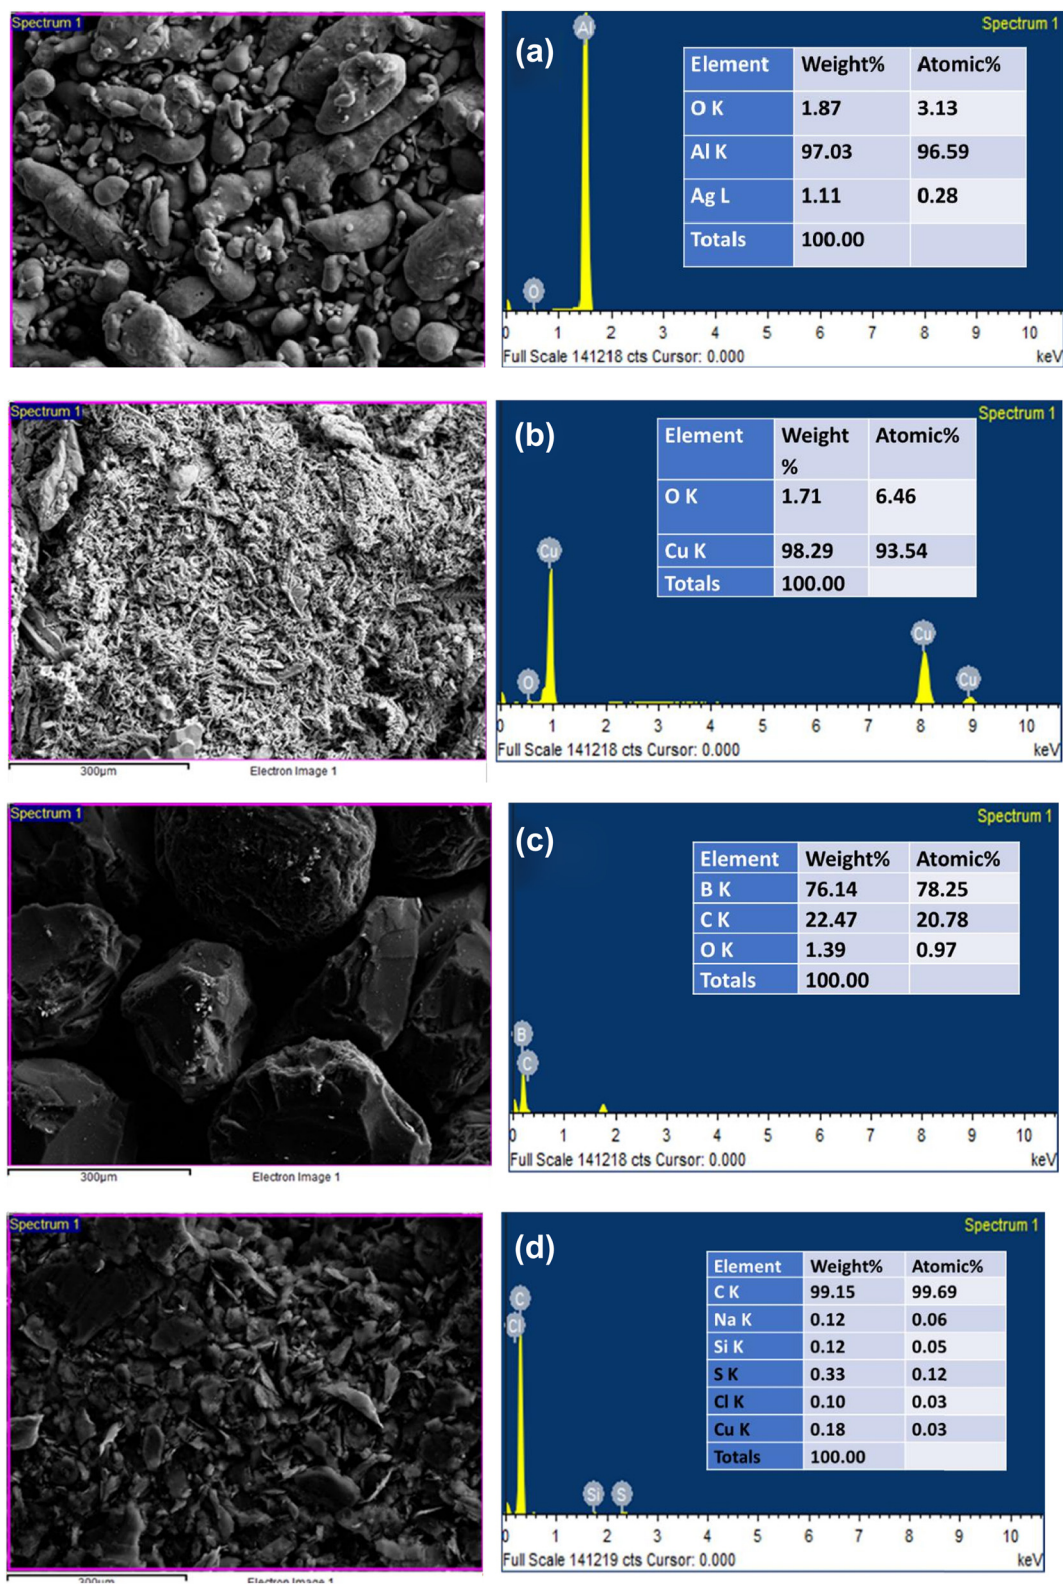 Spectrum 1
(a)
Spectrum 1
Al
Element Weight% Atomic%
O K 1.87 3.13
Al K 97.03 96.59
Ag L 1.11 0.28
Totals 100.00
O
0 1 2 3 4 5 6 7 8 9 10
Full Scale 141218 cts Cursor: 0.000 keV
Spectrum 1
(b)
Spectrum 1
Element Weight % Atomic%
O K 1.71 6.46
Cu K 98.29 93.54
Totals 100.00
Cu
Cu
O
Cu
0 1 2 3 4 5 6 7 8 9 10
Full Scale 141218 cts Cursor: 0.000 keV
300µm Electron Image 1
Spectrum 1
(c)
Spectrum 1
Element Weight% Atomic%
B K 76.14 78.25
C K 22.47 20.78
O K 1.39 0.97
Totals 100.00
B
C
0 1 2 3 4 5 6 7 8 9 10
Full Scale 141218 cts Cursor: 0.000 keV
300µm Electron Image 1
Spectrum 1
(d)
Spectrum 1
Element Weight% Atomic%
C K 99.15 99.69
Na K 0.12 0.06
Si K 0.12 0.05
S K 0.33 0.12
Cl K 0.10 0.03
Cu K 0.18 0.03
Totals 100.00
C
Cl
Si S
0 1 2 3 4 5 6 7 8 9 10
Full Scale 141219 cts Cursor: 0.000 keV
300µm Electron Image 1